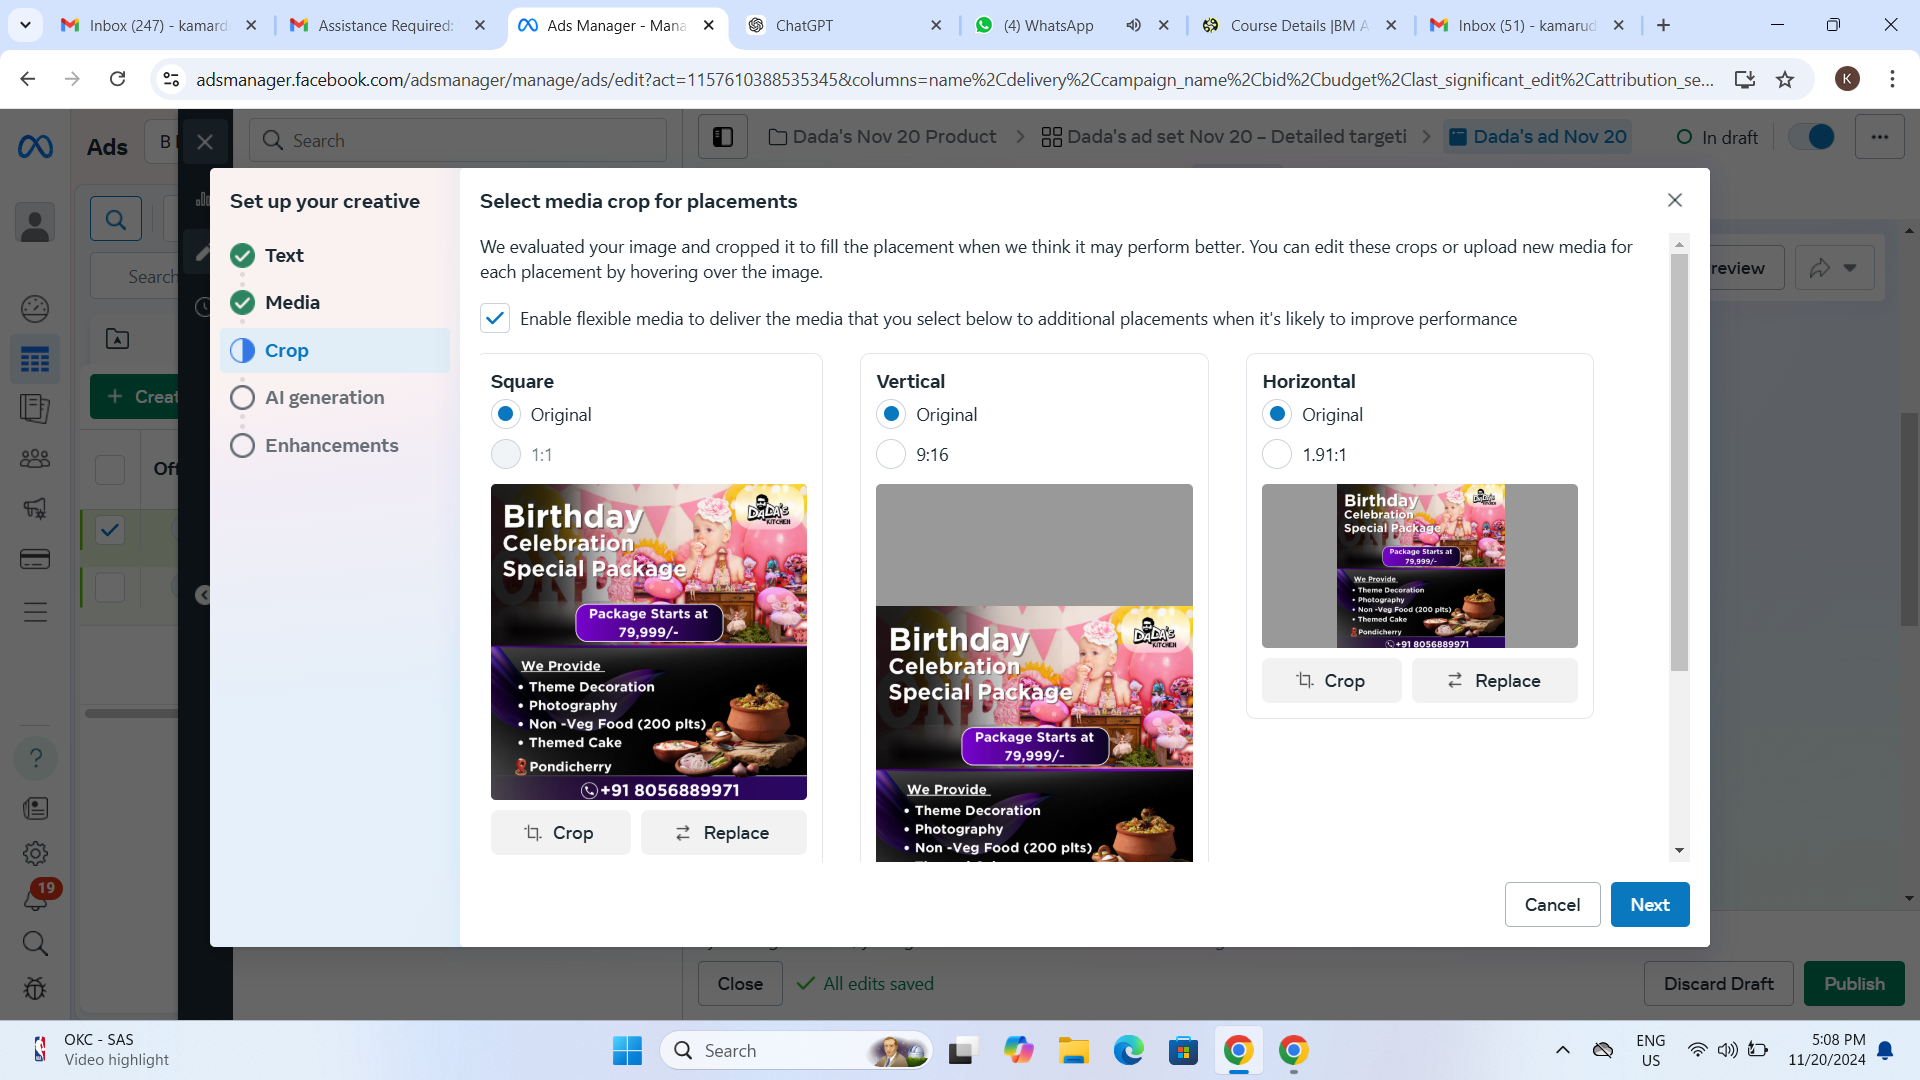 Inbox (247) - kamard
Assistance Required:
Ads Manager - Mana
ChatGPT
(4) WhatsApp
Course Details |BM A
Inbox (51) - kamarud
adsmanager.facebook.com/adsmanager/manage/ads/edit?act=1157610388535345&columns=name%2Cdelivery%2Ccampaign_name%2Cbid%2Cbudget%2Clast_significant_edit%2Cattribution_se...
K
Ads
B
Search
Dada's Nov 20 Product
Dada's ad set Nov 20 – Detailed targeti
Dada's ad Nov 20
In draft
Search
Creat
Off
review
Set up your creative
Text
Media
Crop
AI generation
Enhancements
Select media crop for placements
We evaluated your image and cropped it to fill the placement when we think it may perform better. You can edit these crops or upload new media for
each placement by hovering over the image.
Enable flexible media to deliver the media that you select below to additional placements when it's likely to improve performance
Square
Original
1:1
Birthday
Celebration
Special Package
DADA'S
KITCHEN
Package Starts at
79,999/-
We Provide
• Theme Decoration
• Photography
• Non -Veg Food (200 plts)
• Themed Cake
Pondicherry
+91 8056889971
Crop
Replace
Vertical
Original
9:16
Birthday
Celebration
Special Package
DADA'S
KITCHEN
Package Starts at
79,999/-
We Provide
• Theme Decoration
• Photography
• Non -Veg Food (200 plts)
Horizontal
Original
1.91:1
Birthday
Celebration
Special Package
DADA'S
KITCHEN
Package Starts at
79,999/-
We Provide
• Theme Decoration
• Photography
• Non -Veg Food (200 plts)
• Themed Cake
Pondicherry
+91 8056889971
Crop
Replace
Cancel
Next
19
Close
All edits saved
Discard Draft
Publish
OKC - SAS
Video highlight
Search
ENG
US
5:08 PM
11/20/2024